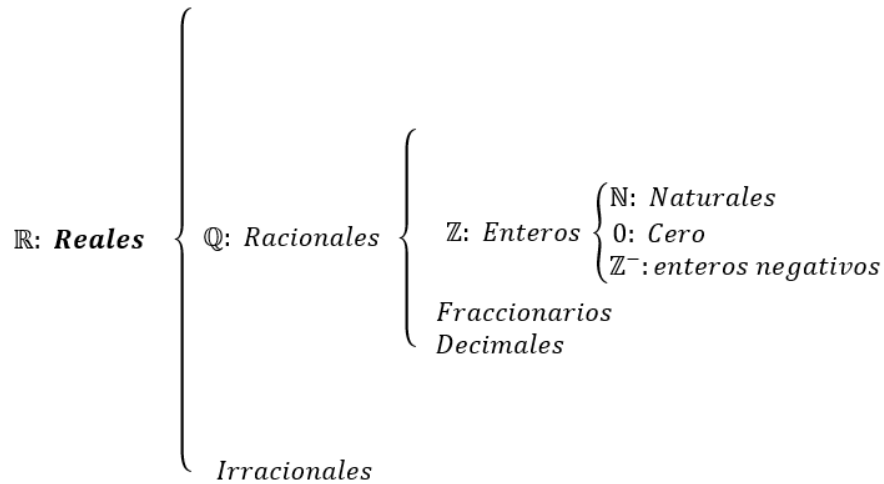 ℕ: Naturales
ℝ: Reales ℚ: Racionales ℤ: Enteros 0: Cero
ℤ⁻: enteros negativos
Fraccionarios
Decimales
Irracionales